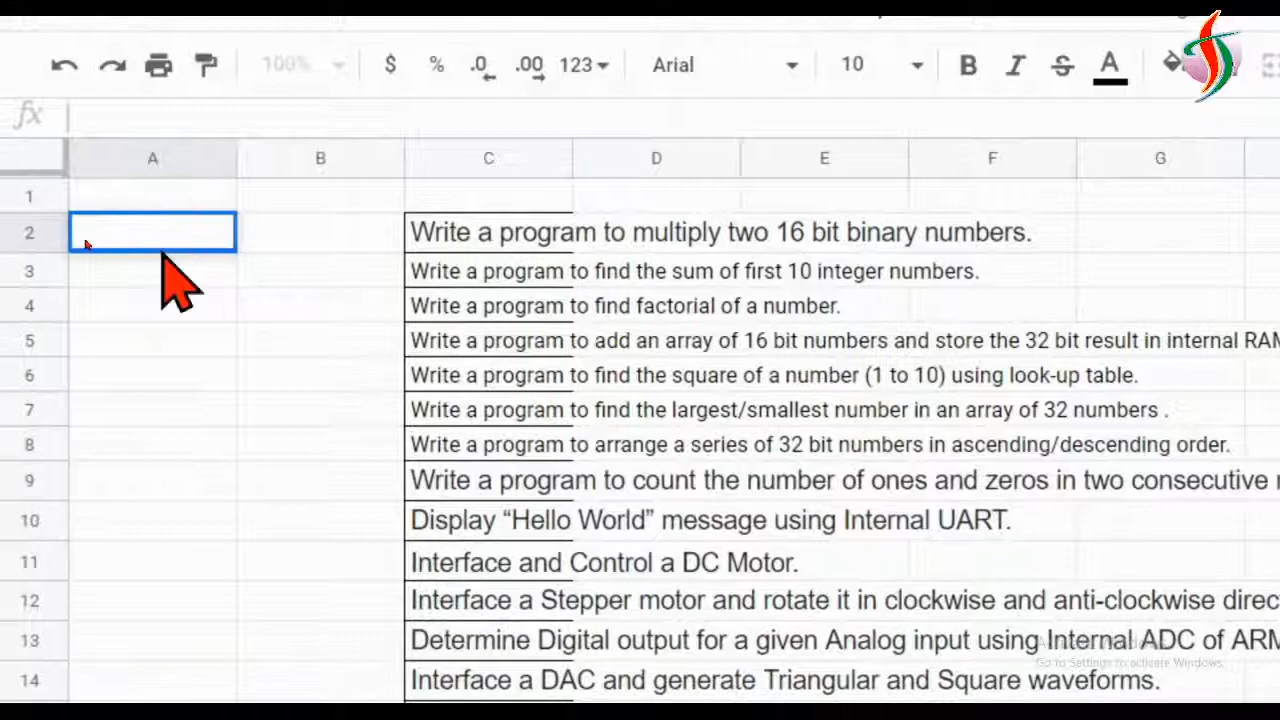 100% $ % .0 .00 123 Arial 10 B I S A
fx
A B C D E F G
1
2 Write a program to multiply two 16 bit binary numbers.
3 Write a program to find the sum of first 10 integer numbers.
4 Write a program to find factorial of a number.
5 Write a program to add an array of 16 bit numbers and store the 32 bit result in internal RAM
6 Write a program to find the square of a number (1 to 10) using look-up table.
7 Write a program to find the largest/smallest number in an array of 32 numbers .
8 Write a program to arrange a series of 32 bit numbers in ascending/descending order.
9 Write a program to count the number of ones and zeros in two consecutive
10 Display “Hello World” message using Internal UART.
11 Interface and Control a DC Motor.
12 Interface a Stepper motor and rotate it in clockwise and anti-clockwise direc
13 Determine Digital output for a given Analog input using Internal ADC of ARM
Go to Settings to activate Windows.
14 Interface a DAC and generate Triangular and Square waveforms.